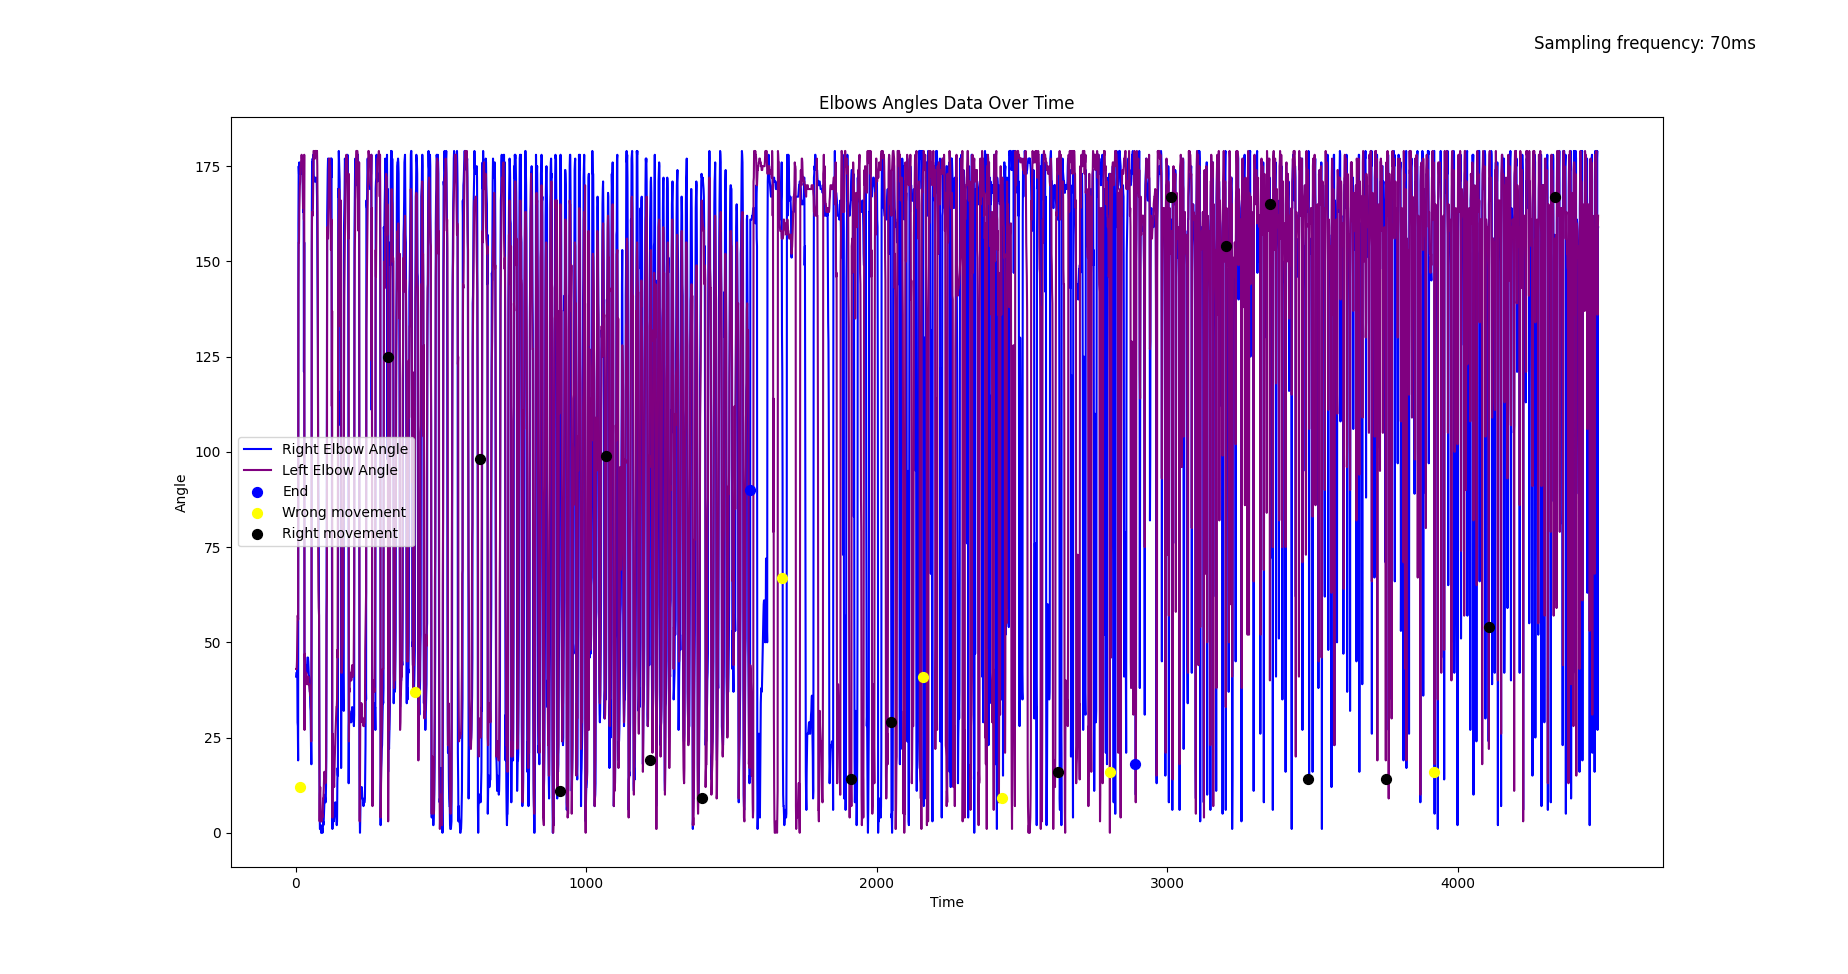 Sampling frequency: 70ms
Elbows Angles Data Over Time
175
150
125
100
75
50
25
0
Angle
Right Elbow Angle
Left Elbow Angle
End
Wrong movement
Right movement
0 1000 2000 3000 4000
Time